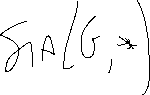 SIA (G, *)